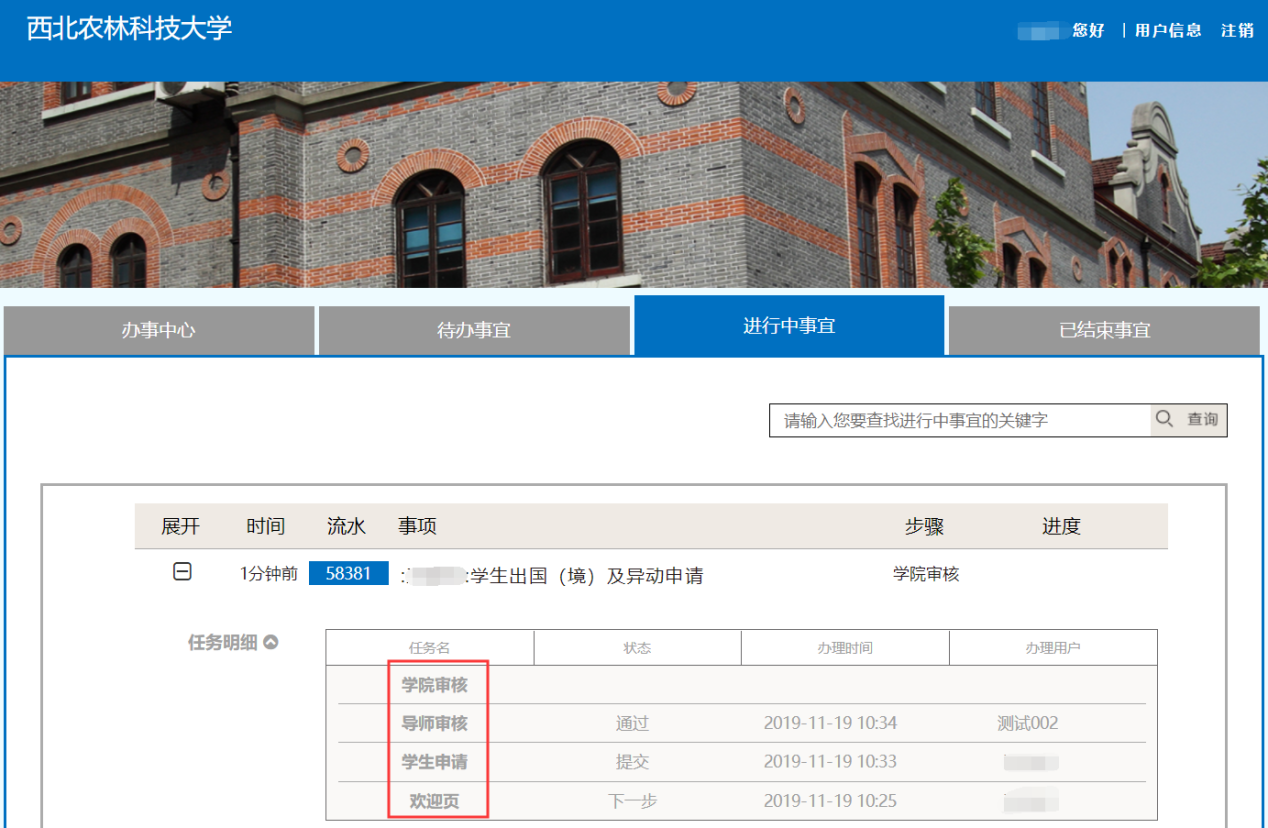 西北农林科技大学
您好 | 用户信息 注销
办事中心 待办事宜 进行中事宜 已结束事宜
请输入您要查找进行中事宜的关键字 查询
展开 时间 流水 事项 步骤 进度
1分钟前 58381 :学生出国（境）及异动申请 学院审核
任务明细
任务名 状态 办理时间 办理用户
学院审核
导师审核 通过 2019-11-19 10:34 测试002
学生申请 提交 2019-11-19 10:33
欢迎页 下一步 2019-11-19 10:25